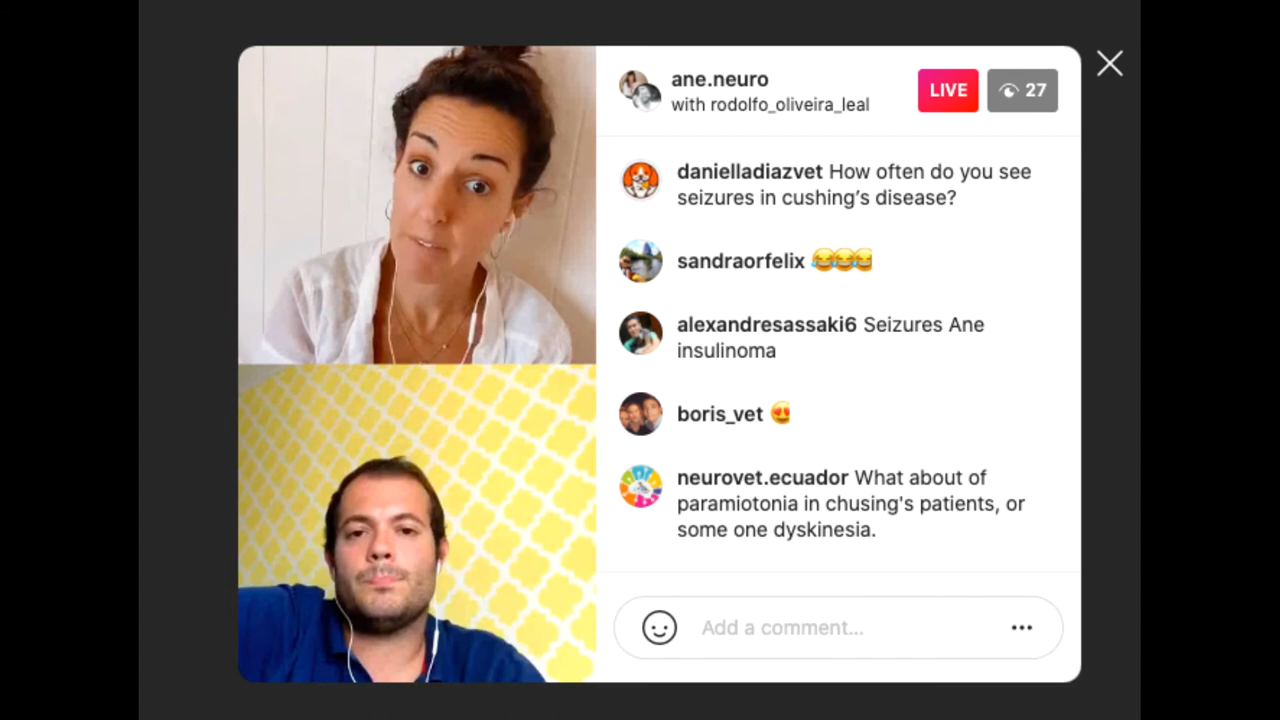 ane.neuro
with rodolfo_oliveira_leal
LIVE
27
danielladiazvet How often do you see
seizures in cushing’s disease?
sandraorfelix 😂😂😂
alexandresassaki6 Seizures Ane
insulinoma
boris_vet 😍
neurovet.ecuador What about of
paramiotonia in chusing's patients, or
some one dyskinesia.
Add a comment...